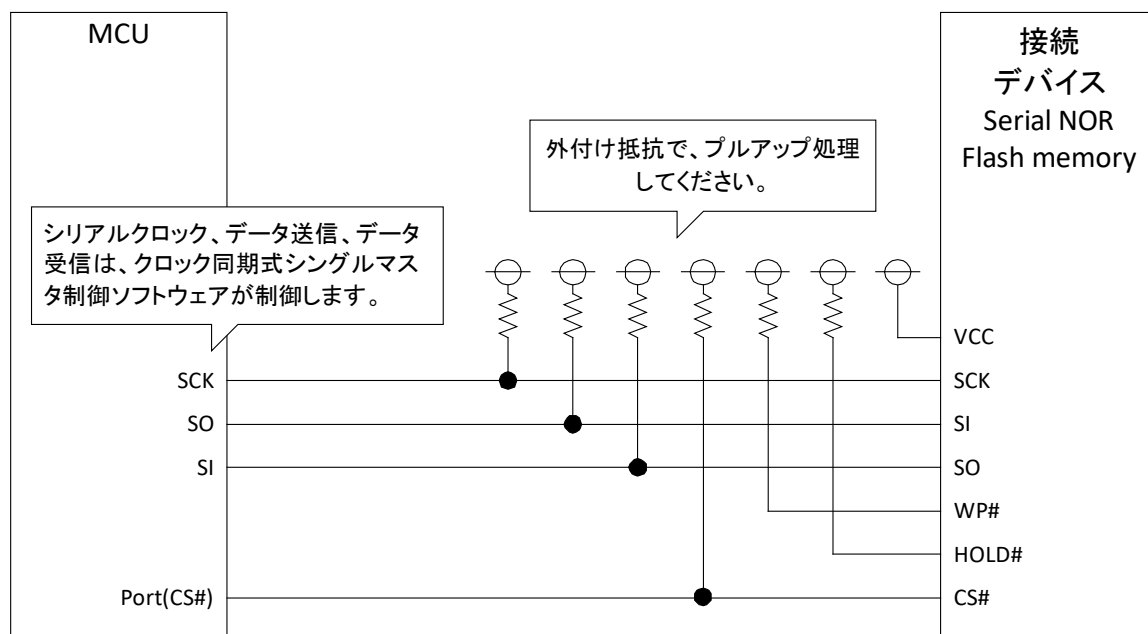 MCU
接続
デバイス
Serial NOR
Flash memory
外付け抵抗で、プルアップ処理
してください。
シリアルクロック、データ送信、データ
受信は、クロック同期式シングルマス
タ制御ソフトウェアが制御します。
VCC
SCK
SCK
SO
SI
SI
SO
WP#
HOLD#
Port(CS#)
CS#